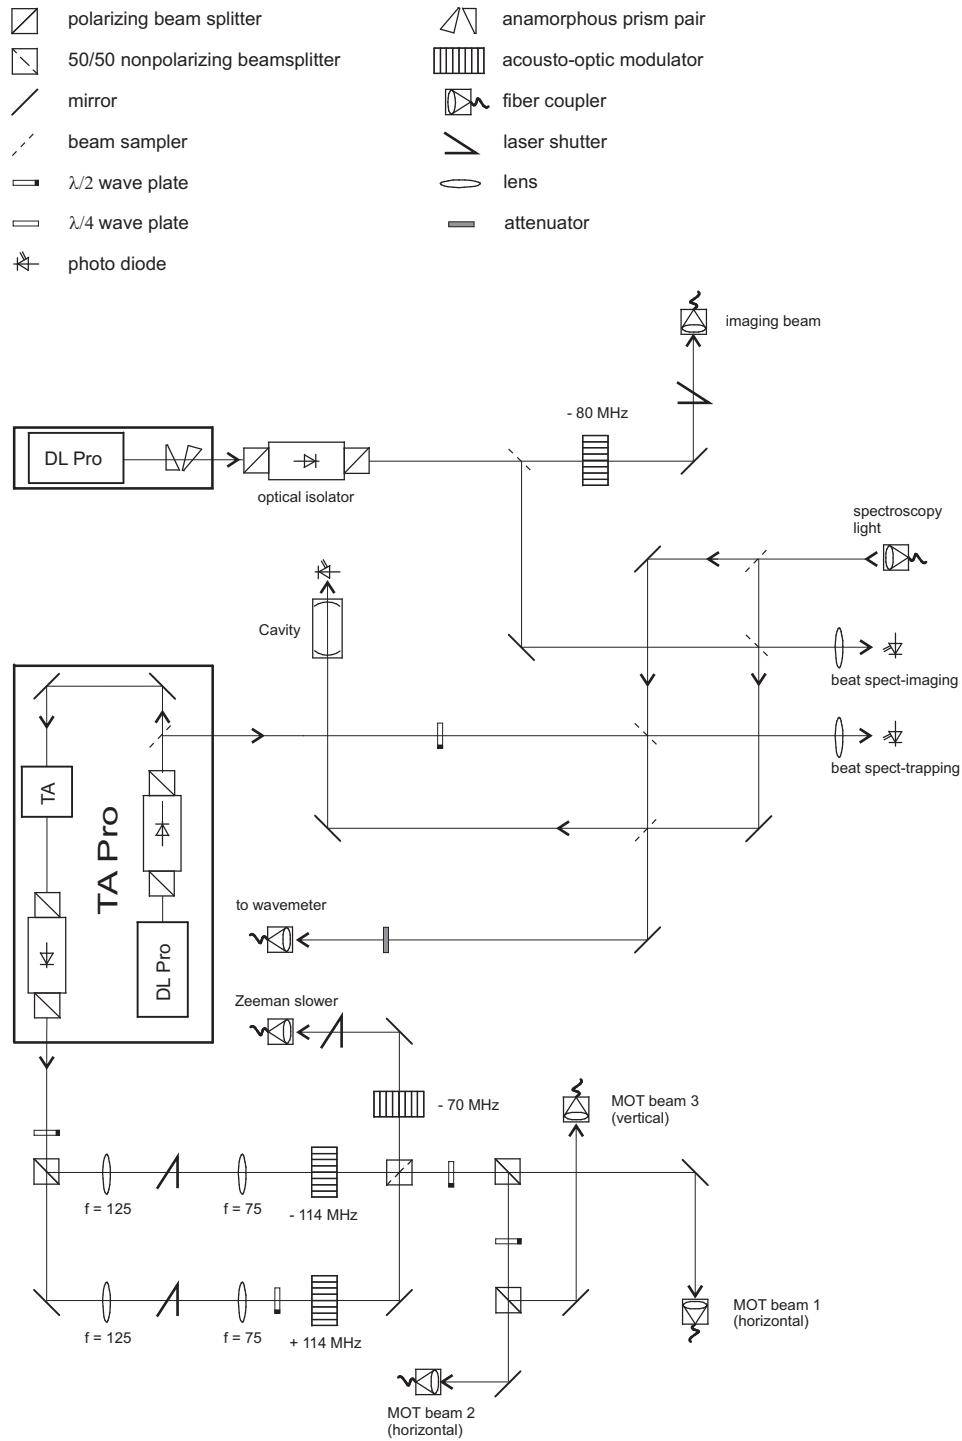 polarizing beam splitter
50/50 nonpolarizing beamsplitter
mirror
beam sampler
λ/2 wave plate
λ/4 wave plate
photo diode
anamorphous prism pair
acousto-optic modulator
fiber coupler
laser shutter
lens
attenuator
imaging beam
- 80 MHz
DL Pro
optical isolator
spectroscopy
light
Cavity
beat spect-imaging
beat spect-trapping
TA
TA Pro
DL Pro
to wavemeter
Zeeman slower
- 70 MHz
MOT beam 3
(vertical)
f = 125
f = 75
- 114 MHz
f = 125
f = 75
+ 114 MHz
MOT beam 1
(horizontal)
MOT beam 2
(horizontal)